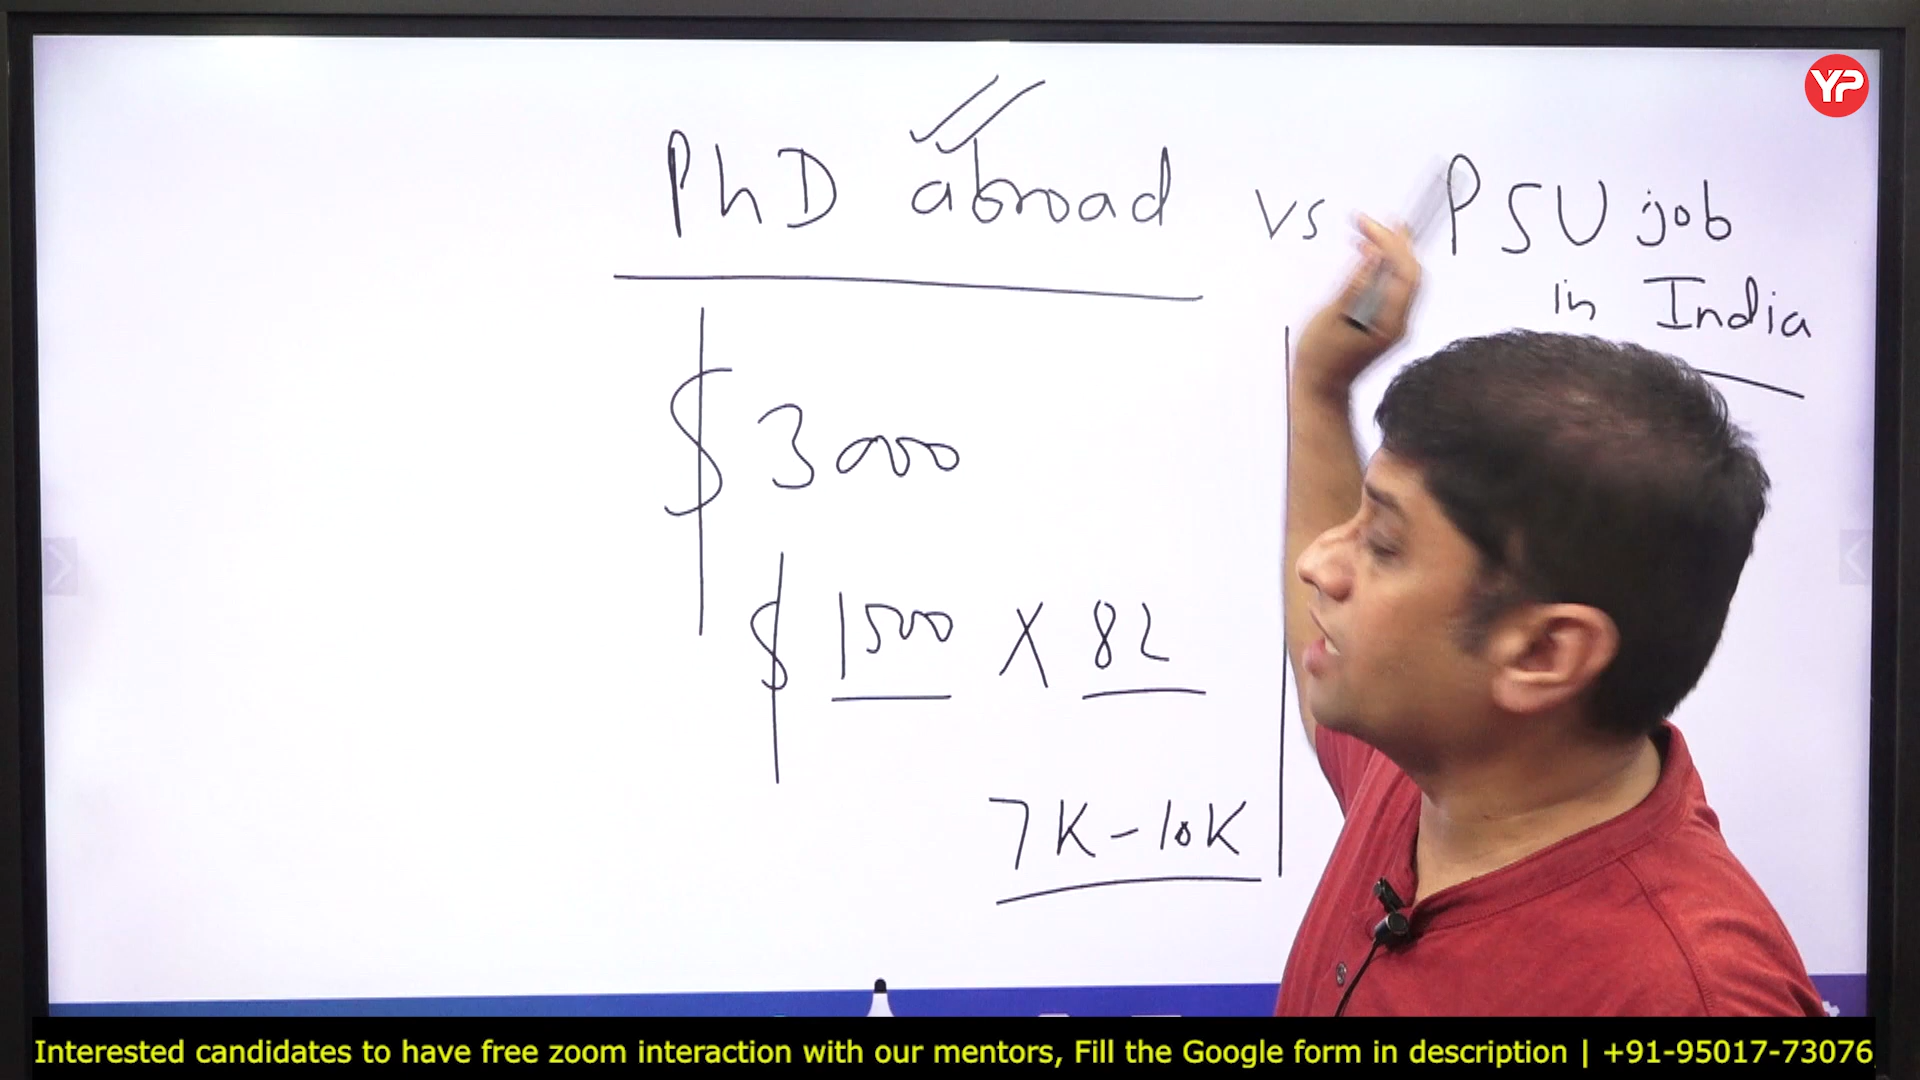 YP
PhD abroad vs PSU job
in India
$ 3000
$ 1500 X 82
7K - 10K
Interested candidates to have free zoom interaction with our mentors, Fill the Google form in description | +91-95017-73076